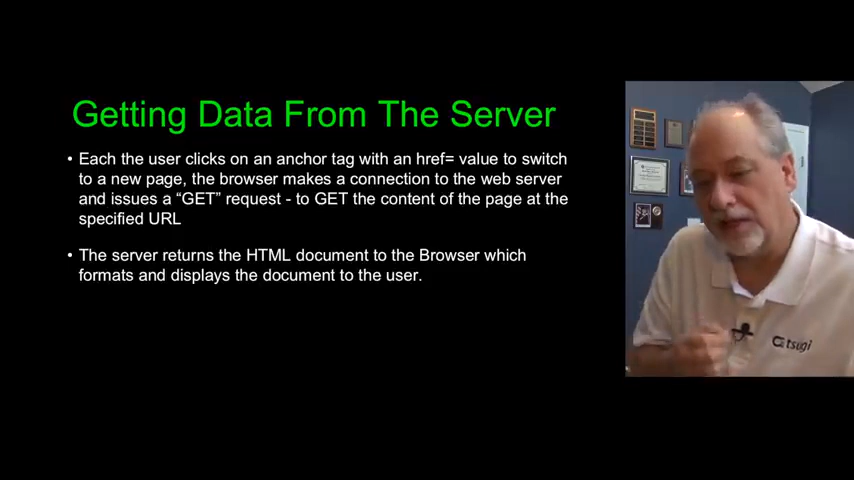 Getting Data From The Server
• Each the user clicks on an anchor tag with an href= value to switch
to a new page, the browser makes a connection to the web server
and issues a “GET” request - to GET the content of the page at the
specified URL
• The server returns the HTML document to the Browser which
formats and displays the document to the user.
tsugi